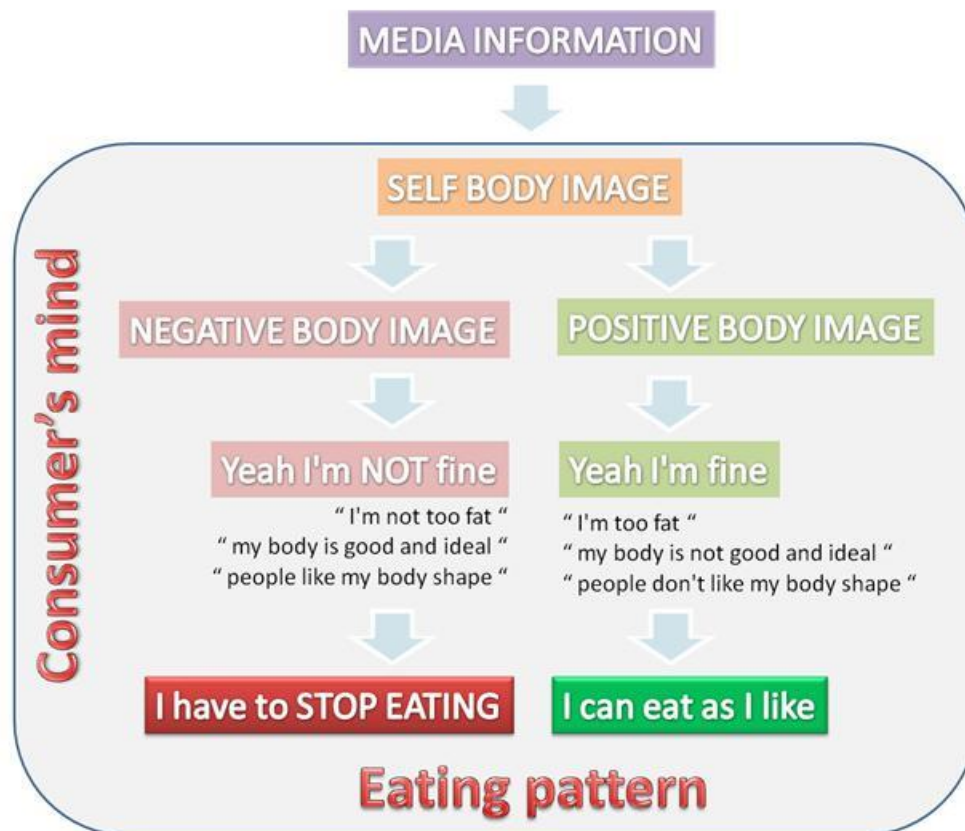 MEDIA INFORMATION
SELF BODY IMAGE
NEGATIVE BODY IMAGE
POSITIVE BODY IMAGE
Yeah I'm NOT fine
“ I'm not too fat “
“ my body is good and ideal “
“ people like my body shape “
Yeah I'm fine
“ I'm too fat “
“ my body is not good and ideal “
“ people don't like my body shape “
I have to STOP EATING
I can eat as I like
Consumer's mind
Eating pattern